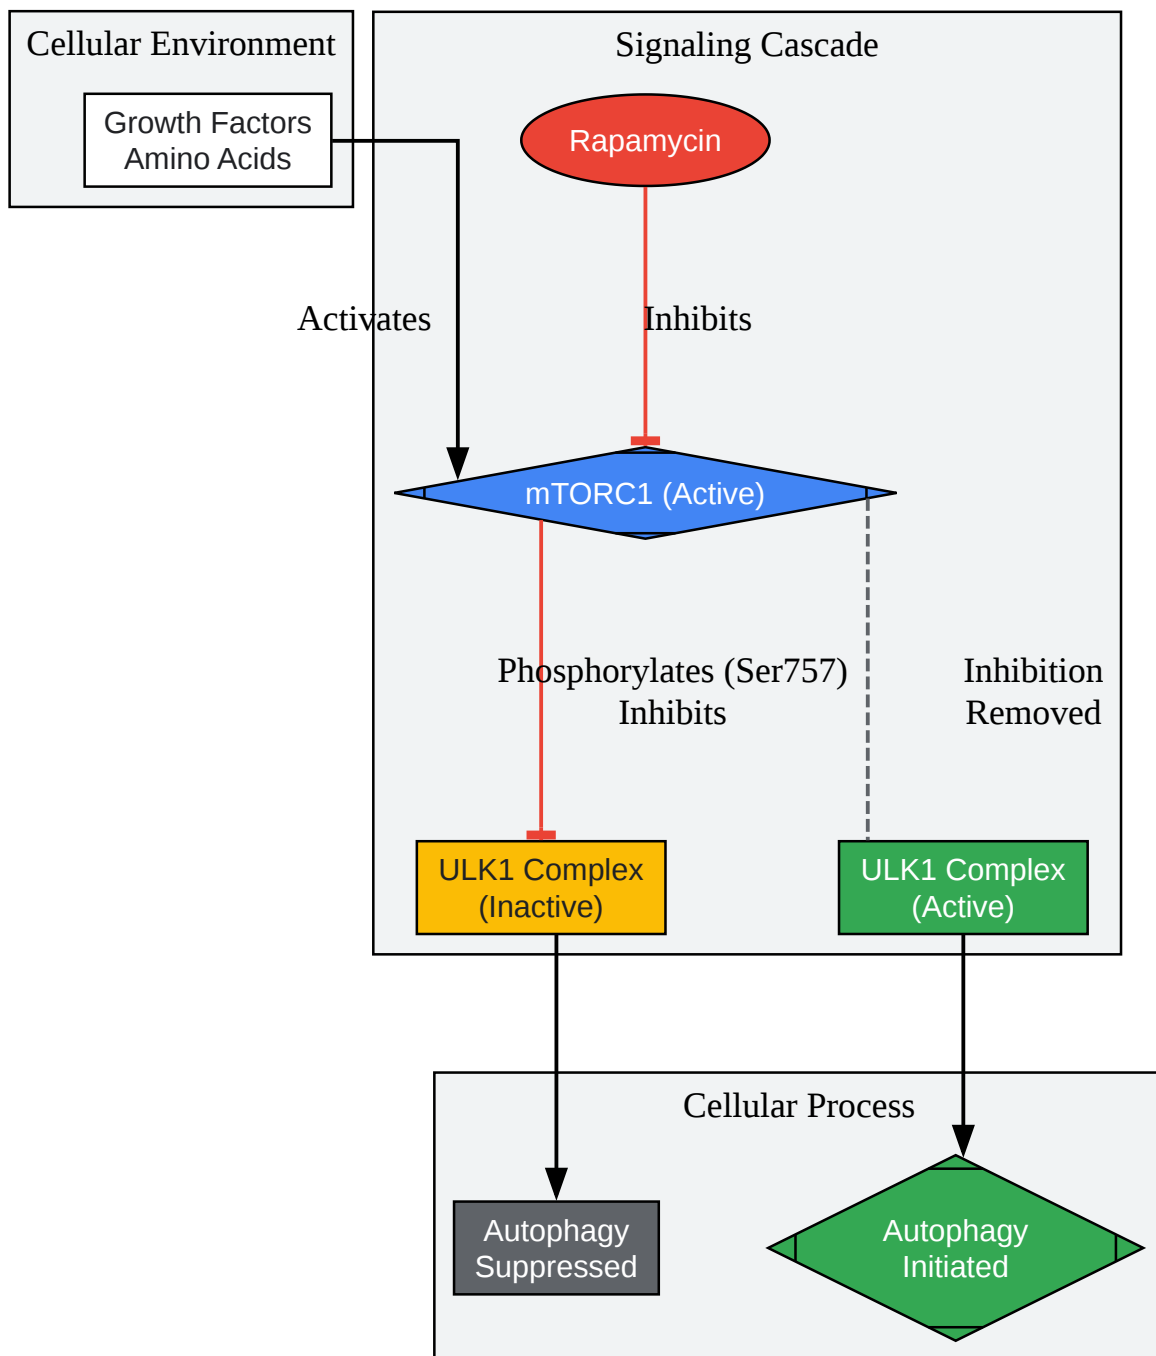 Cellular Environment
Growth Factors
Amino Acids
Signaling Cascade
Rapamycin
Activates
Inhibits
mTORC1 (Active)
Phosphorylates (Ser757)
Inhibits
Inhibition
Removed
ULK1 Complex
(Inactive)
ULK1 Complex
(Active)
Cellular Process
Autophagy
Suppressed
Autophagy
Initiated